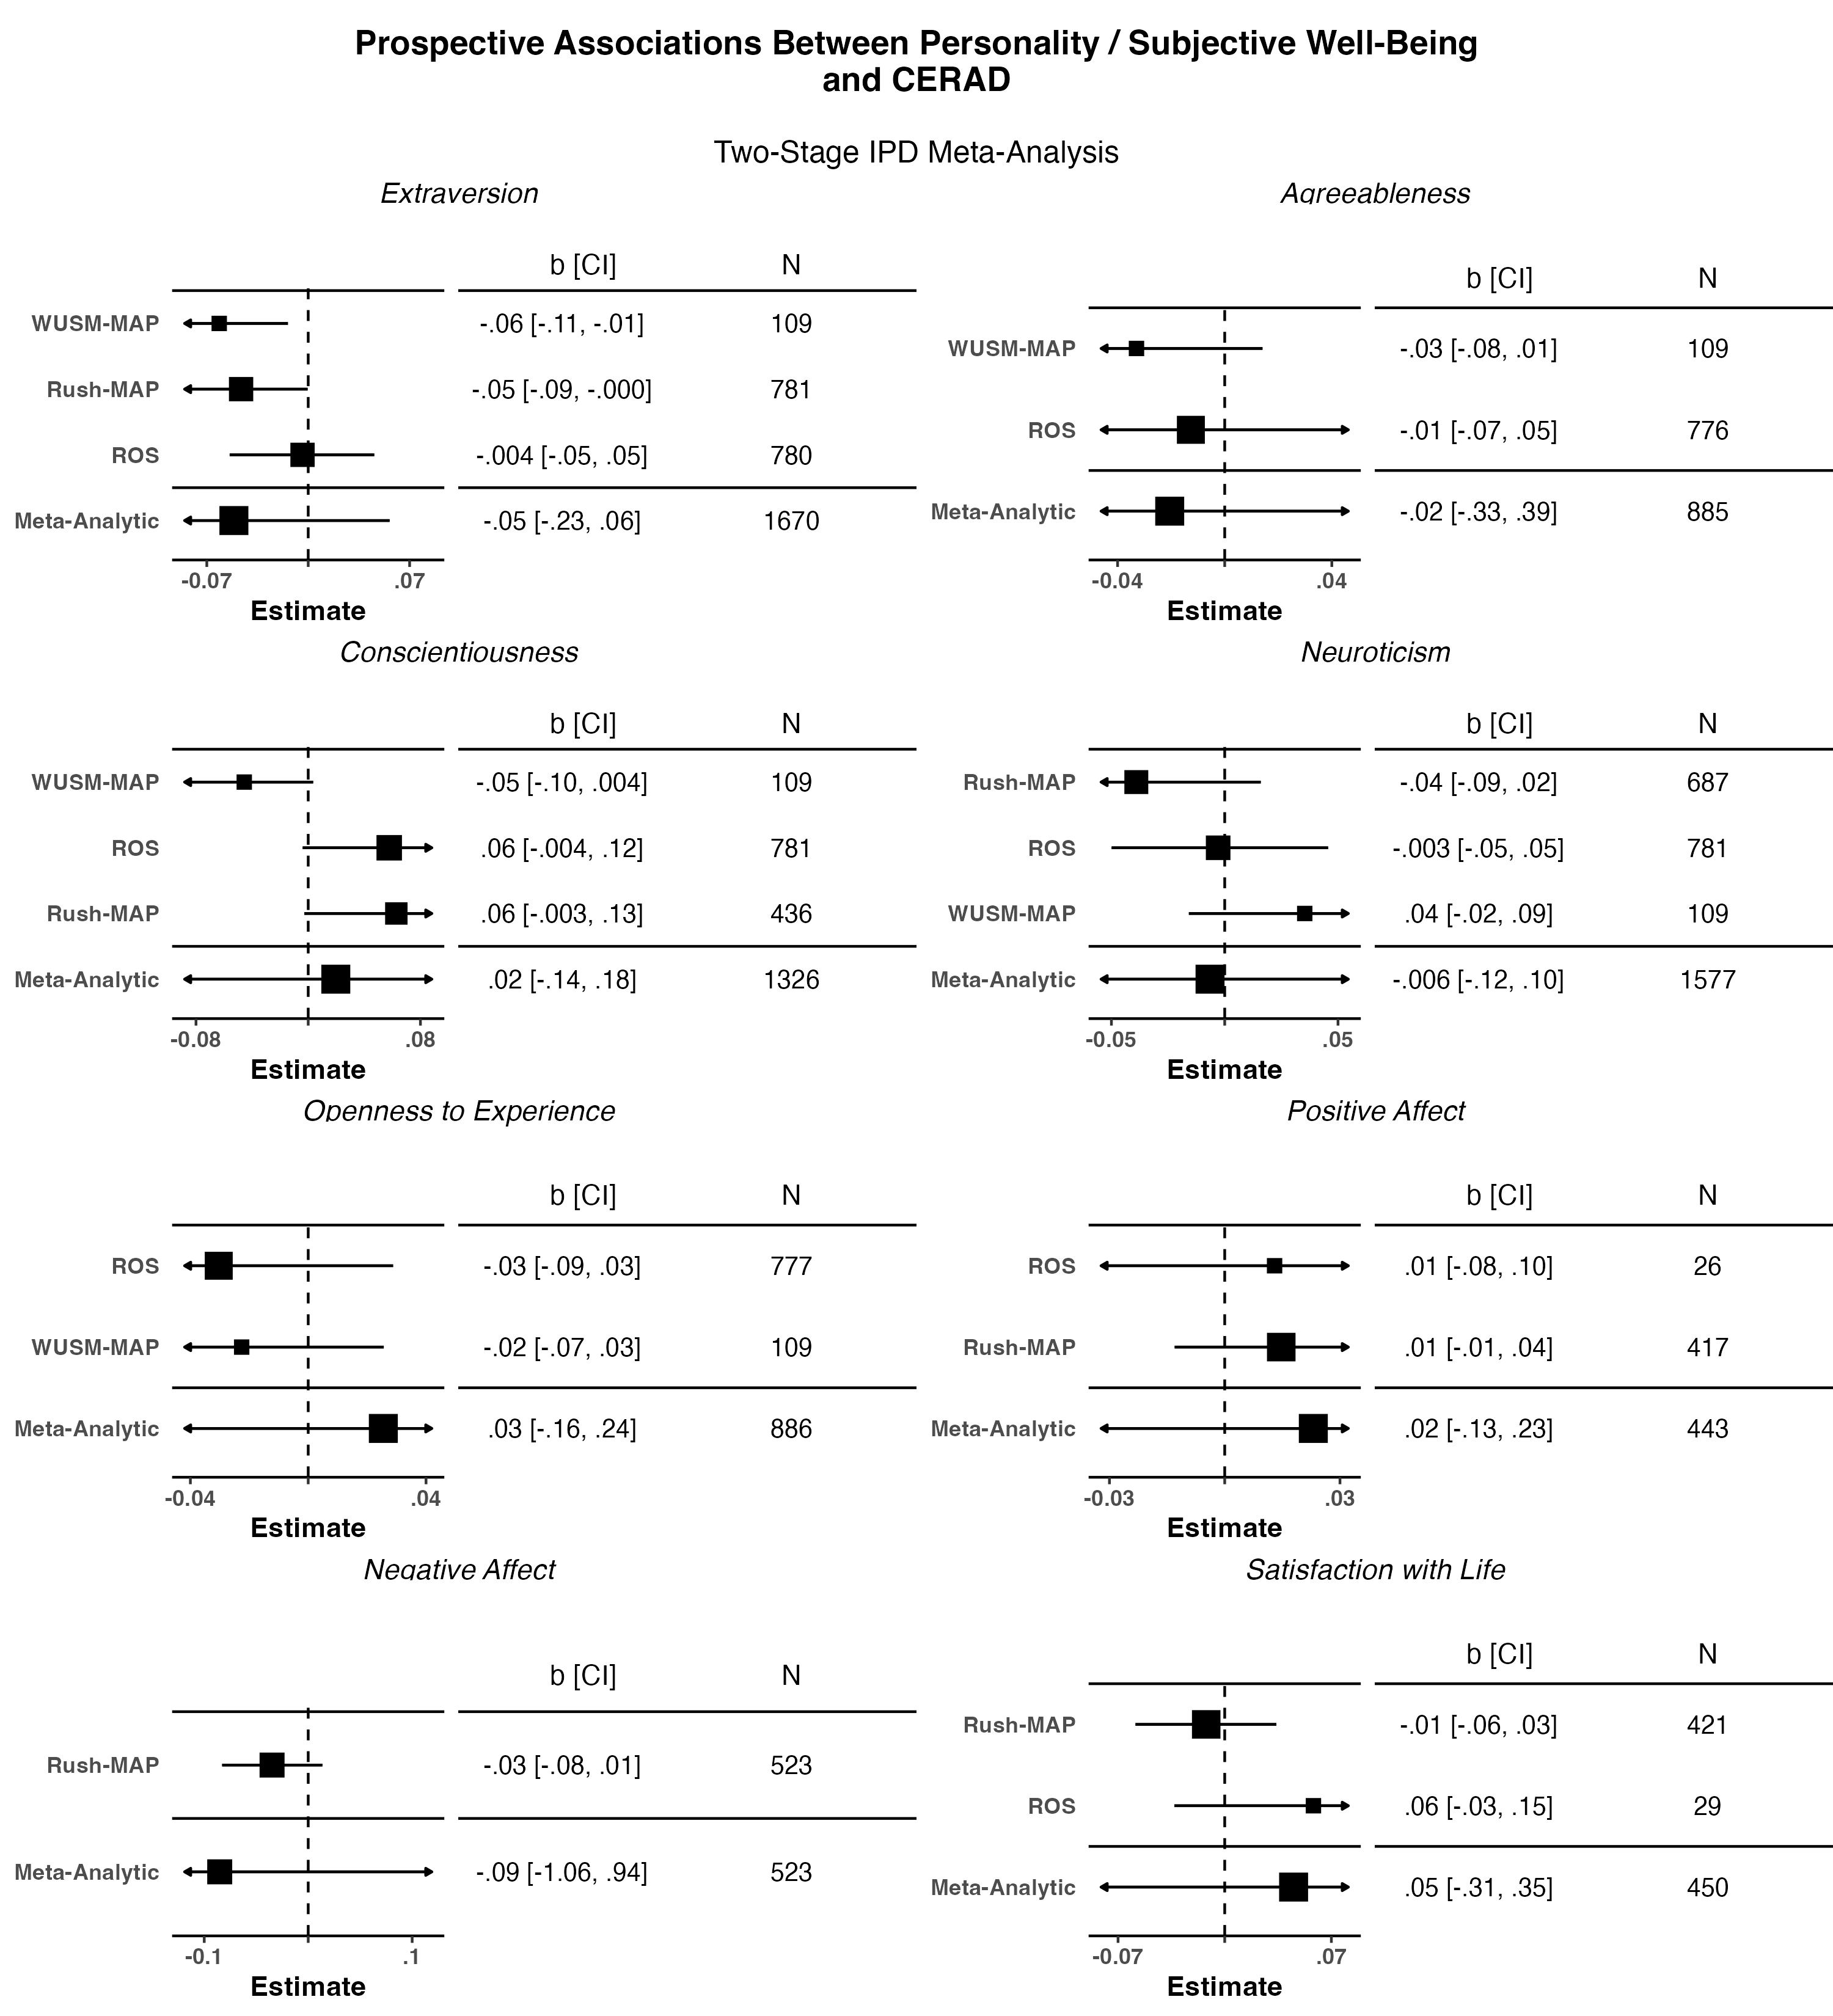 Prospective Associations Between Personality / Subjective Well-Being
and CERAD
Two-Stage IPD Meta-Analysis
Extraversion
b [CI] N
WUSM-MAP -.06 [-.11, -.01] 109
Rush-MAP -.05 [-.09, -.000] 781
ROS -.004 [-.05, .05] 780
Meta-Analytic -.05 [-.23, .06] 1670
-0.07 .07
Estimate
Agreeableness
b [CI] N
WUSM-MAP -.03 [-.08, .01] 109
ROS -.01 [-.07, .05] 776
Meta-Analytic -.02 [-.33, .39] 885
-0.04 .04
Estimate
Conscientiousness
b [CI] N
WUSM-MAP -.05 [-.10, .004] 109
ROS .06 [-.004, .12] 781
Rush-MAP .06 [-.003, .13] 436
Meta-Analytic .02 [-.14, .18] 1326
-0.08 .08
Estimate
Neuroticism
b [CI] N
Rush-MAP -.04 [-.09, .02] 687
ROS -.003 [-.05, .05] 781
WUSM-MAP .04 [-.02, .09] 109
Meta-Analytic -.006 [-.12, .10] 1577
-0.05 .05
Estimate
Openness to Experience
b [CI] N
ROS -.03 [-.09, .03] 777
WUSM-MAP -.02 [-.07, .03] 109
Meta-Analytic .03 [-.16, .24] 886
-0.04 .04
Estimate
Positive Affect
b [CI] N
ROS .01 [-.08, .10] 26
Rush-MAP .01 [-.01, .04] 417
Meta-Analytic .02 [-.13, .23] 443
-0.03 .03
Estimate
Negative Affect
b [CI] N
Rush-MAP -.03 [-.08, .01] 523
Meta-Analytic -.09 [-1.06, .94] 523
-0.1 .1
Estimate
Satisfaction with Life
b [CI] N
Rush-MAP -.01 [-.06, .03] 421
ROS .06 [-.03, .15] 29
Meta-Analytic .05 [-.31, .35] 450
-0.07 .07
Estimate